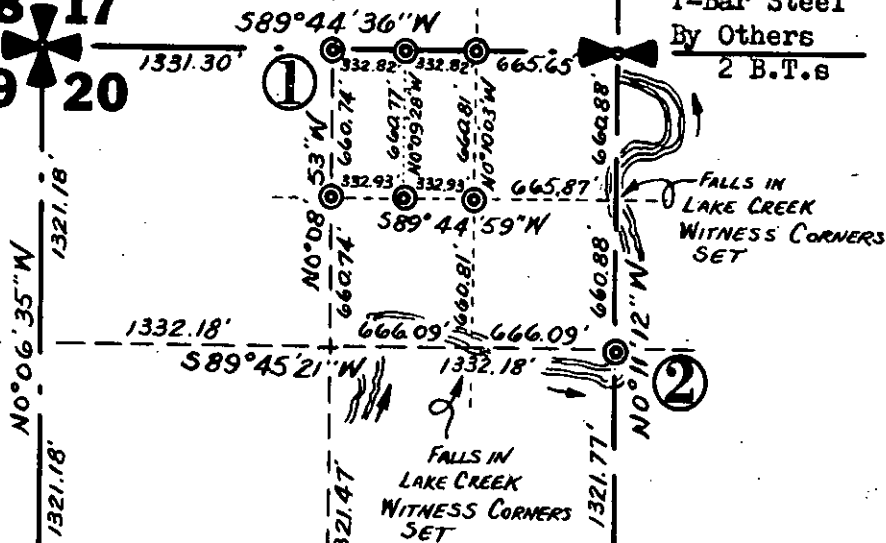 8 17
9 20
S89°44'36"W
1331.30'
332.82' 332.82' 665.65'
T-Bar Steel
By Others
2 B.T.s
1
660.74'
660.77'
N0°09'28"W
660.81'
N0°10'03"W
660.88'
1321.18'
N0°08'53"W
332.93' 332.93' 665.87'
S89°44'59"W
FALLS IN
LAKE CREEK
WITNESS CORNERS
SET
N0°06'35"W
660.74'
660.81'
660.88'
N0°11'12"W
1332.18'
666.09' 666.09'
S89°45'21"W
1332.18'
2
FALLS IN
LAKE CREEK
WITNESS CORNERS
SET
1321.18'
321.47'
1321.77'